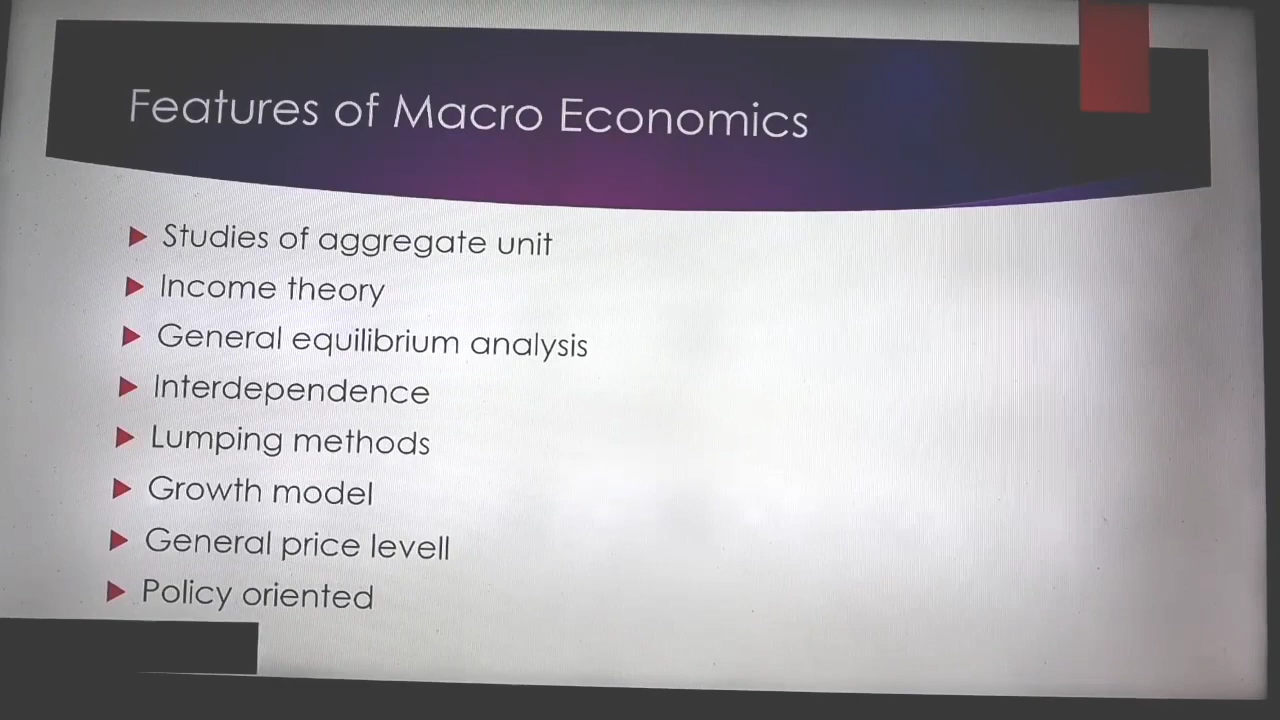 Features of Macro Economics
Studies of aggregate unit
Income theory
General equilibrium analysis
Interdependence
Lumping methods
Growth model
General price levell
Policy oriented